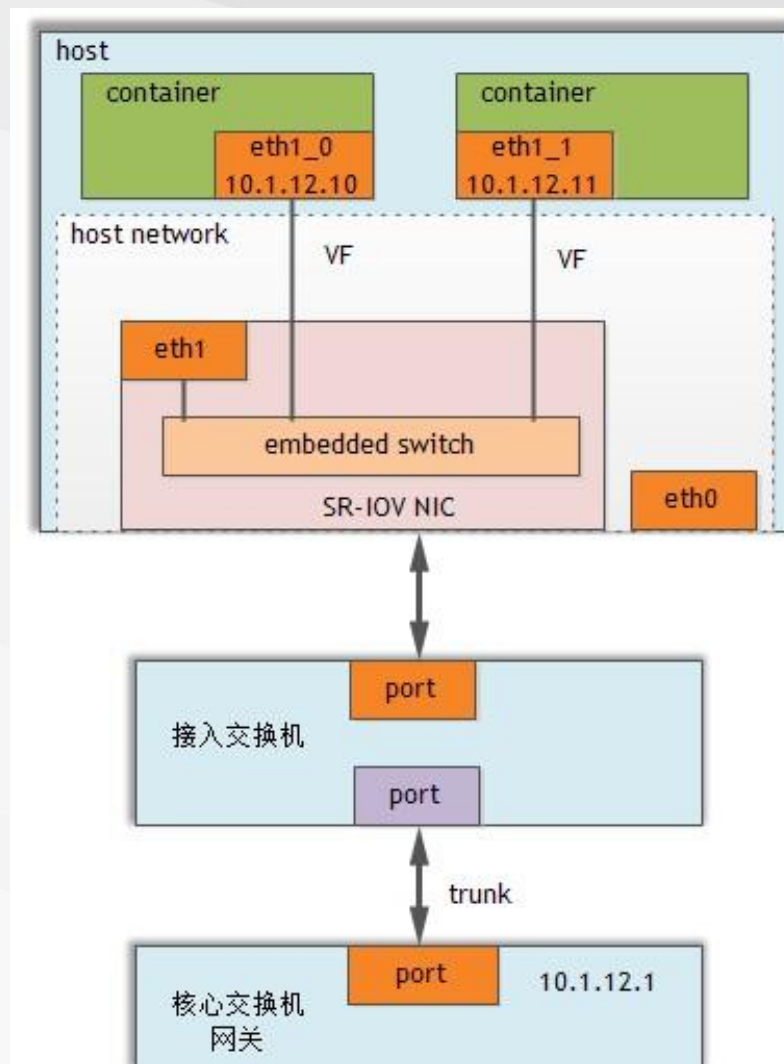 host
container
container
eth1_0
10.1.12.10
eth1_1
10.1.12.11
host network
VF
VF
eth1
embedded switch
SR-IOV NIC
eth0
port
接入交换机
port
trunk
port
10.1.12.1
核心交换机
网关